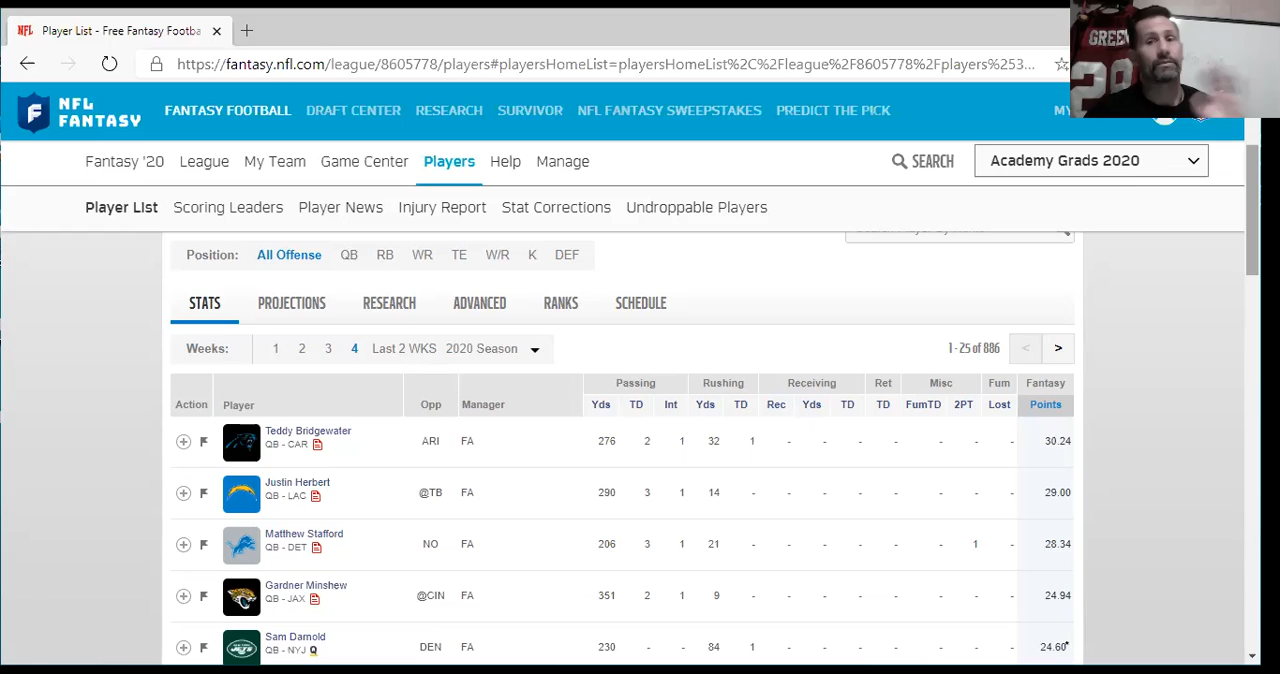 NFL Player List - Free Fantasy Footba
https://fantasy.nfl.com/league/8605778/players#playersHomeList=playersHomeList%2C%2Fleague%2F8605778%2Fplayers%253...
GREEN
28
F NFL FANTASY FANTASY FOOTBALL DRAFT CENTER RESEARCH SURVIVOR NFL FANTASY SWEEPSTAKES PREDICT THE PICK MY
Fantasy '20 League My Team Game Center Players Help Manage SEARCH Academy Grads 2020
Player List Scoring Leaders Player News Injury Report Stat Corrections Undroppable Players
Position: All Offense QB RB WR TE W/R K DEF
STATS PROJECTIONS RESEARCH ADVANCED RANKS SCHEDULE
Weeks: 1 2 3 4 Last 2 WKS 2020 Season 1-25 of 886 < >
Passing Rushing Receiving Ret Misc Fum Fantasy
Action Player Opp Manager Yds TD Int Yds TD Rec Yds TD TD FumTD 2PT Lost Points
Teddy Bridgewater ARI FA 276 2 1 32 1 - - - - - - - 30.24
QB - CAR
Justin Herbert @TB FA 290 3 1 14 - - - - - - - - 29.00
QB - LAC
Matthew Stafford NO FA 206 3 1 21 - - - - - - 1 - 28.34
QB - DET
Gardner Minshew @CIN FA 351 2 1 9 - - - - - - - - 24.94
QB - JAX
Sam Darnold DEN FA 230 - - 84 1 - - - - - - - 24.60*
QB - NYJ Q
JETS